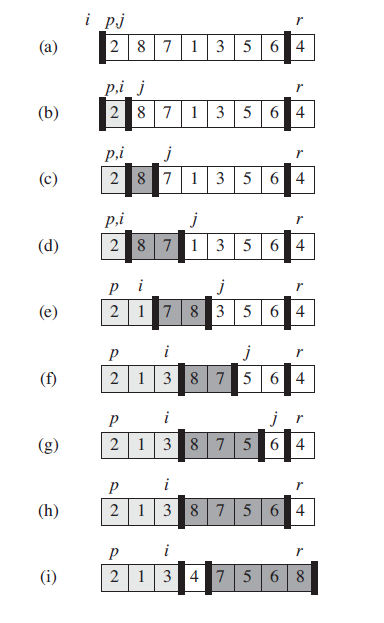 i p,j r
(a) 2 8 7 1 3 5 6 4
p,i j r
(b) 2 8 7 1 3 5 6 4
p,i j r
(c) 2 8 7 1 3 5 6 4
p,i j r
(d) 2 8 7 1 3 5 6 4
p i j r
(e) 2 1 7 8 3 5 6 4
p i j r
(f) 2 1 3 8 7 5 6 4
p i j r
(g) 2 1 3 8 7 5 6 4
p i r
(h) 2 1 3 8 7 5 6 4
p i r
(i) 2 1 3 4 7 5 6 8